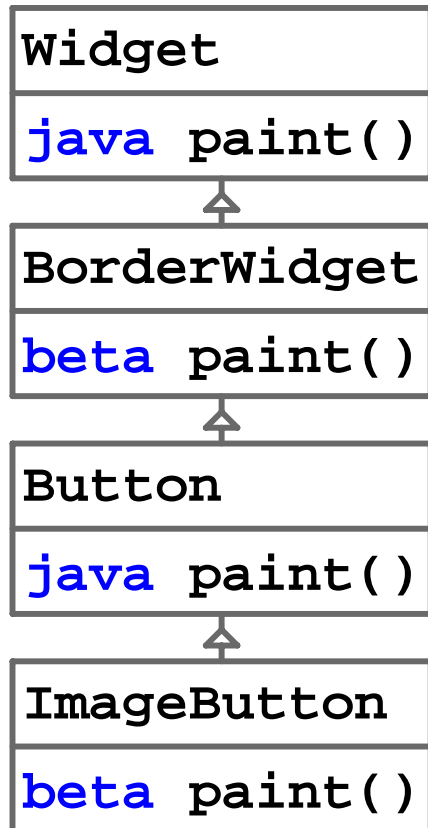 Widget
java paint()
BorderWidget
beta paint()
Button
java paint()
ImageButton
beta paint()